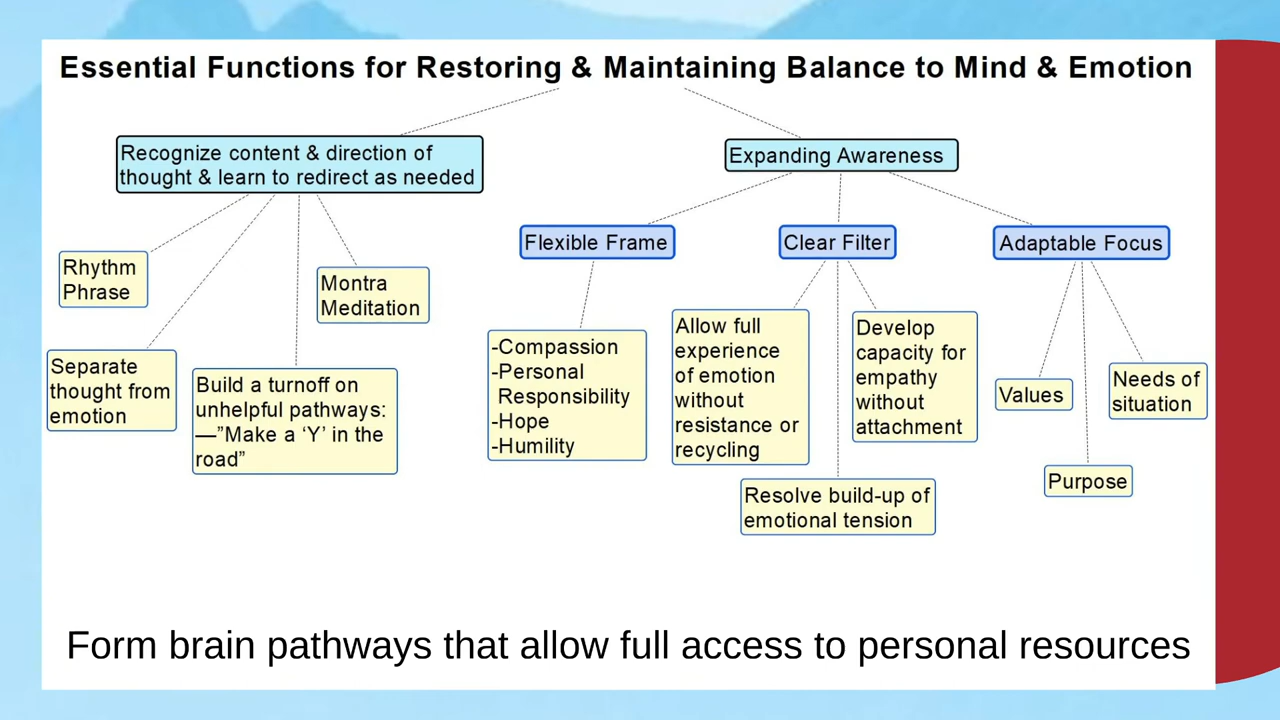 Essential Functions for Restoring & Maintaining Balance to Mind & Emotion
Recognize content & direction of
thought & learn to redirect as needed
Expanding Awareness
Rhythm
Phrase
Montra
Meditation
Separate
thought from
emotion
Build a turnoff on
unhelpful pathways:
—”Make a ‘Y’ in the
road”
Flexible Frame
Clear Filter
Adaptable Focus
-Compassion
-Personal
Responsibility
-Hope
-Humility
Allow full
experience
of emotion
without
resistance or
recycling
Develop
capacity for
empathy
without
attachment
Resolve build-up of
emotional tension
Values
Needs of
situation
Purpose
Form brain pathways that allow full access to personal resources